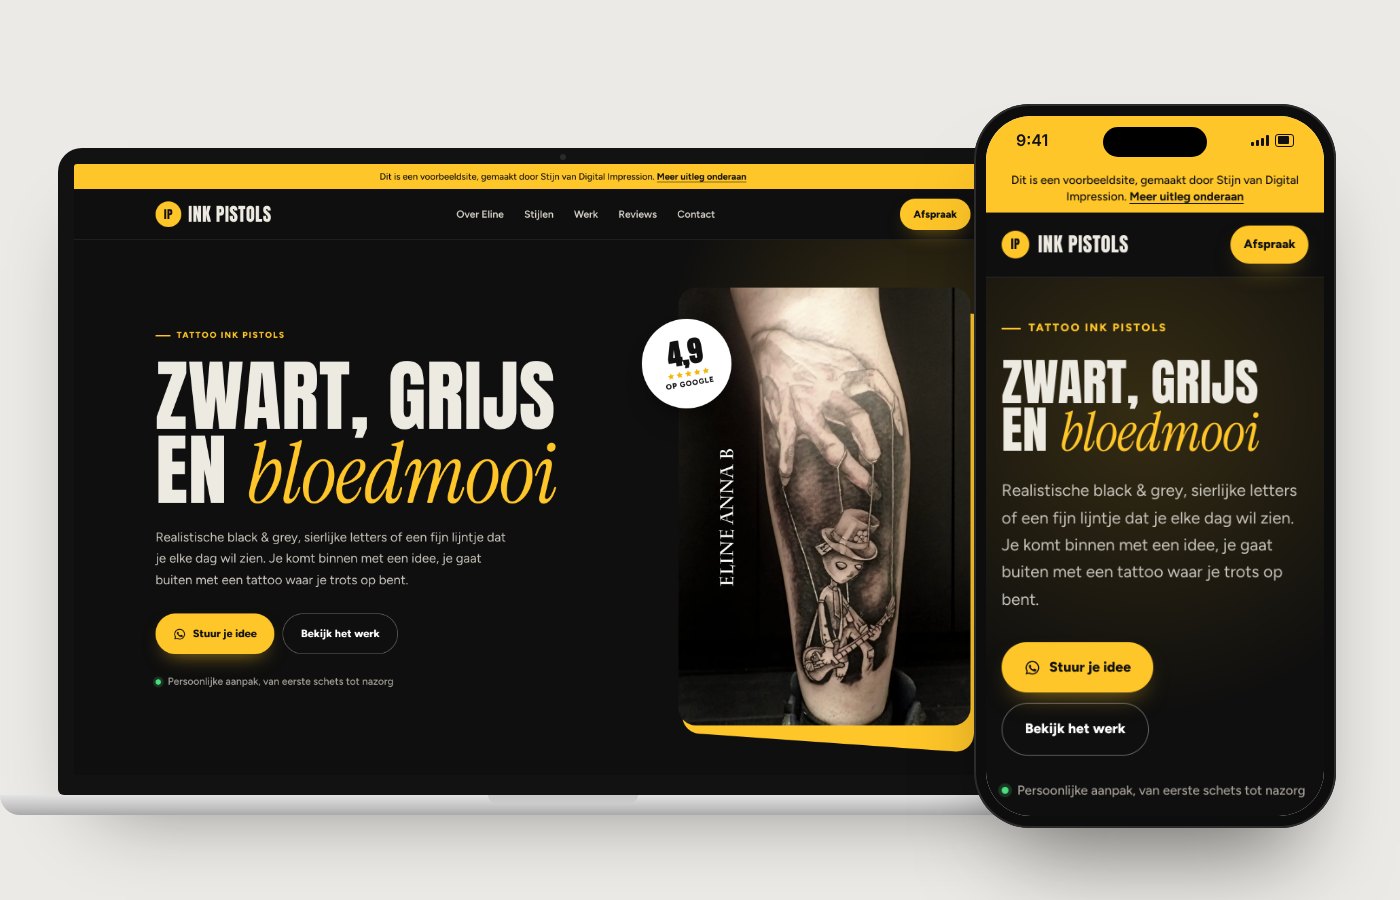 Dit is een voorbeeldsite, gemaakt door Stijn van Digital Impression. Meer uitleg onderaan
IP INK PISTOLS
Over Eline Stijlen Werk Reviews Contact
Afspraak
TATTOO INK PISTOLS
ZWART, GRIJS
EN bloedmooi
Realistische black & grey, sierlijke letters of een fijn lijntje dat
je elke dag wil zien. Je komt binnen met een idee, je gaat
buiten met een tattoo waar je trots op bent.
Stuur je idee
Bekijk het werk
Persoonlijke aanpak, van eerste schets tot nazorg
4,9
OP GOOGLE
ELINE ANNA B
9:41
Dit is een voorbeeldsite, gemaakt door Stijn van Digital
Impression. Meer uitleg onderaan
IP INK PISTOLS
Afspraak
TATTOO INK PISTOLS
ZWART, GRIJS
EN bloedmooi
Realistische black & grey, sierlijke letters
of een fijn lijntje dat je elke dag wil zien.
Je komt binnen met een idee, je gaat
buiten met een tattoo waar je trots op
bent.
Stuur je idee
Bekijk het werk
Persoonlijke aanpak, van eerste schets tot nazorg